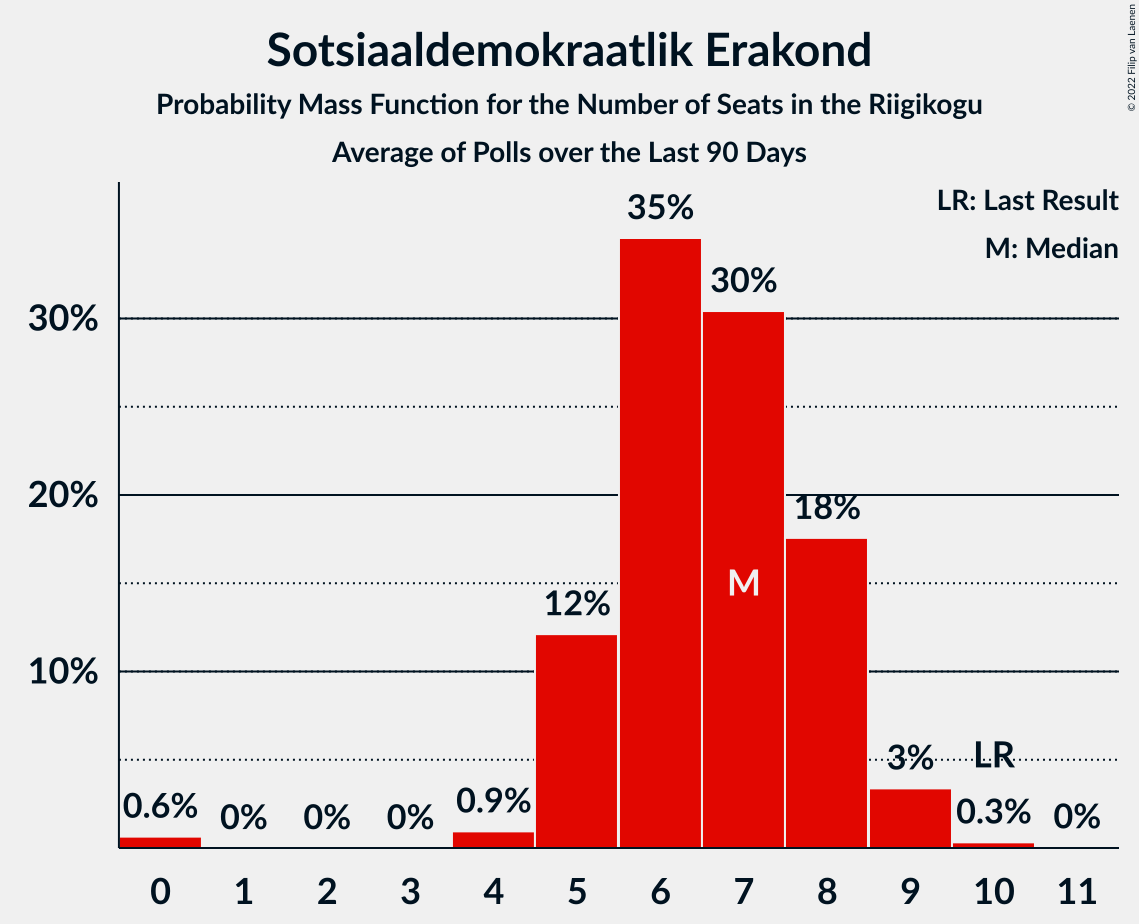 Sotsiaaldemokraatlik Erakond
Probability Mass Function for the Number of Seats in the Riigikogu
Average of Polls over the Last 90 Days
© 2022 Filip van Laenen
LR: Last Result
M: Median
35%
30%
30%
20%
18%
M
12%
10%
3%
LR
0.6%
0%
0%
0%
0.9%
0.3%
0%
0 1 2 3 4 5 6 7 8 9 10 11